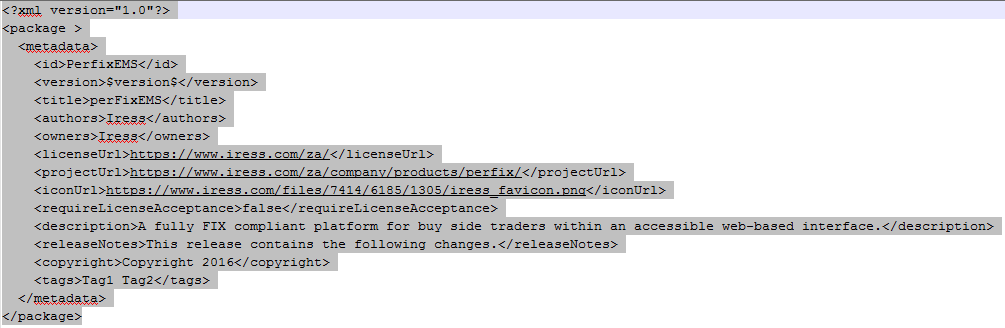 <?xml version="1.0"?>
<package >
  <metadata>
    <id>PerfixEMS</id>
    <version>$version$</version>
    <title>perFixEMS</title>
    <authors>Iress</authors>
    <owners>Iress</owners>
    <licenseUrl>https://www.iress.com/za/</licenseUrl>
    <projectUrl>https://www.iress.com/za/company/products/perfix/</projectUrl>
    <iconUrl>https://www.iress.com/files/7414/6185/1305/iress_favicon.png</iconUrl>
    <requireLicenseAcceptance>false</requireLicenseAcceptance>
    <description>A fully FIX compliant platform for buy side traders within an accessible web-based interface.</description>
    <releaseNotes>This release contains the following changes.</releaseNotes>
    <copyright>Copyright 2016</copyright>
    <tags>Tag1 Tag2</tags>
  </metadata>
</package>